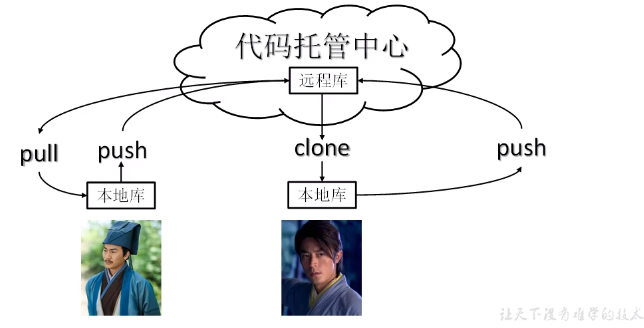 代码托管中心
远程库
pull
push
clone
push
本地库
本地库
让天下没有难学的技术